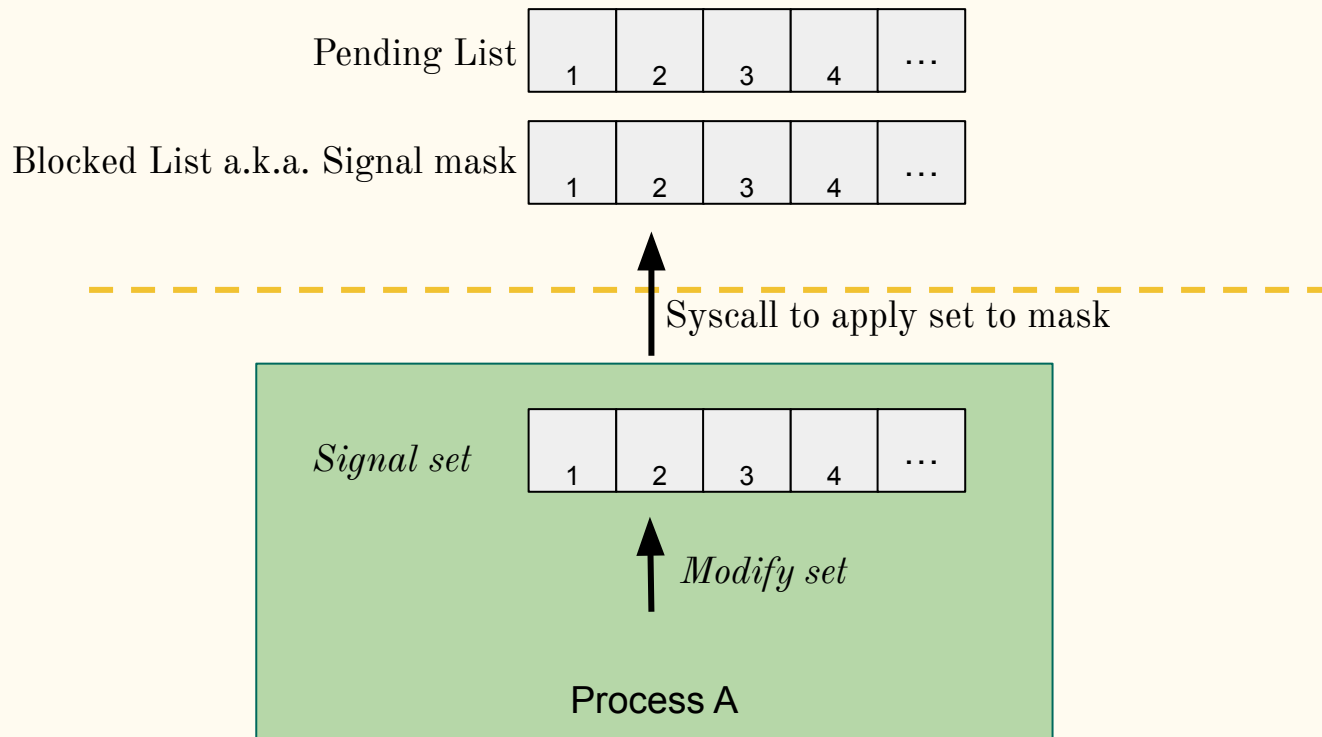 Pending List 1 2 3 4 ...
Blocked List a.k.a. Signal mask 1 2 3 4 ...
Syscall to apply set to mask
Signal set 1 2 3 4 ...
Modify set
Process A